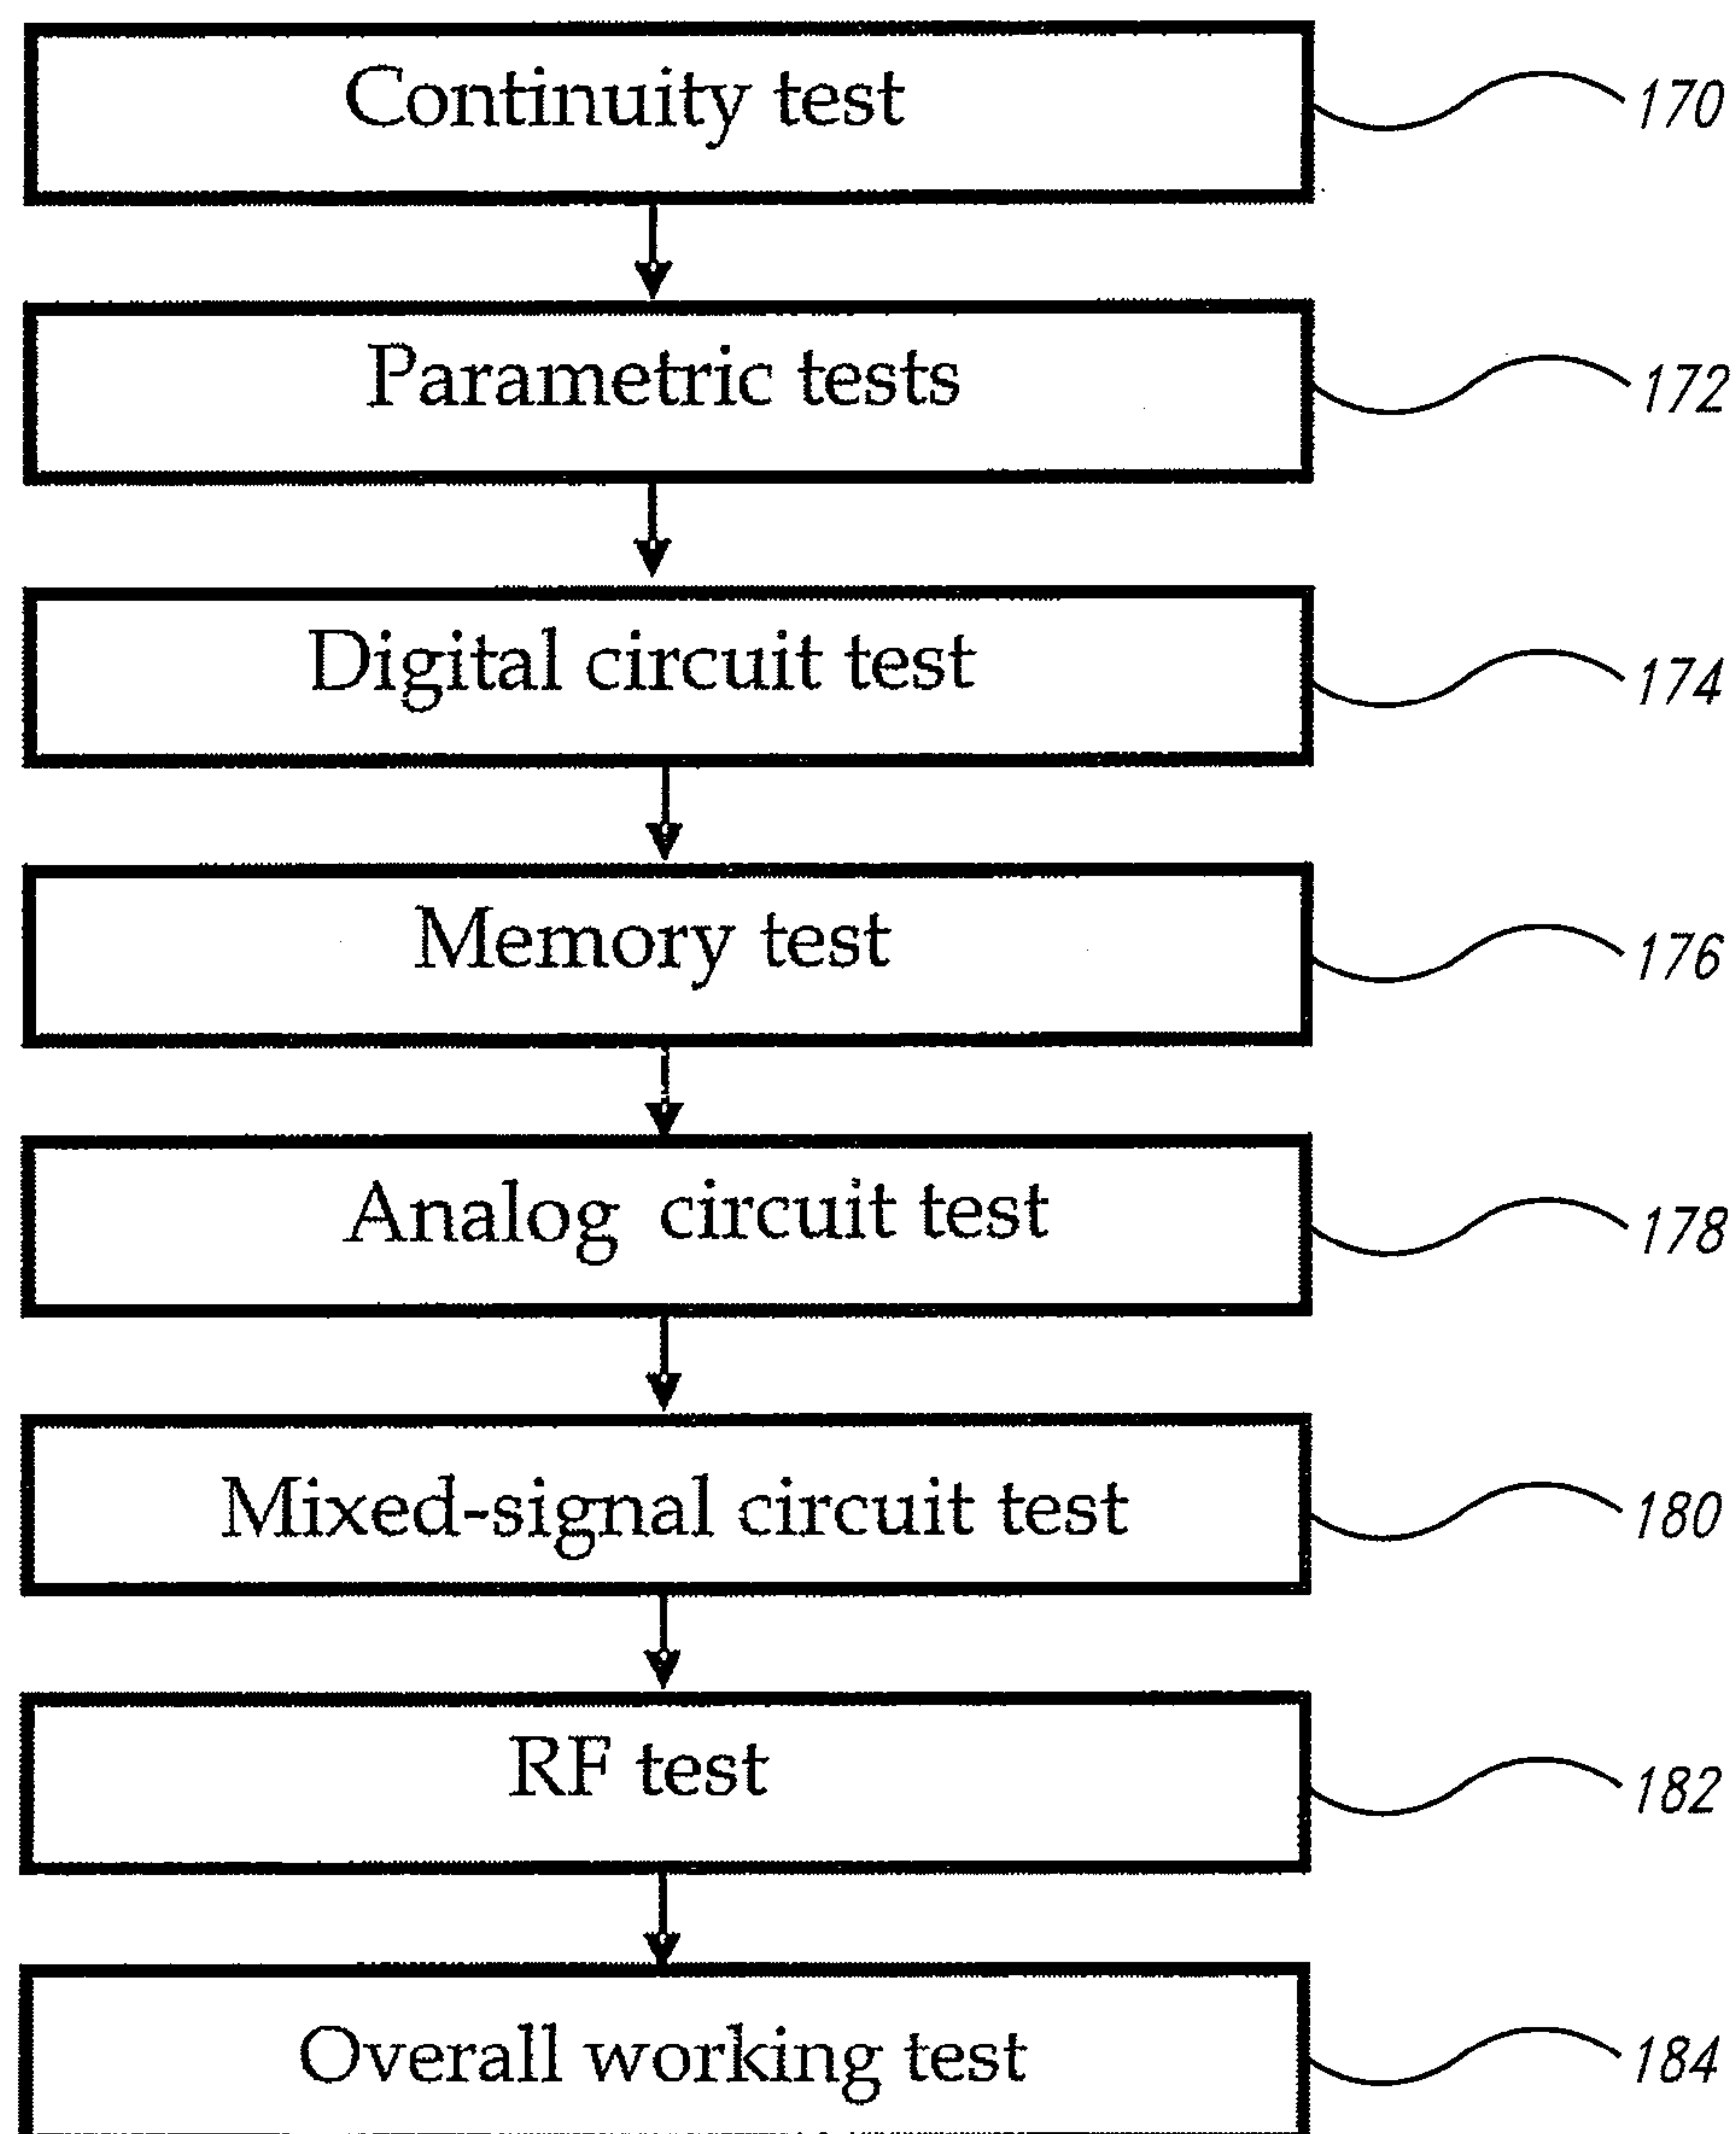 Continuity test
170
Parametric tests
172
Digital circuit test
174
Memory test
176
Analog circuit test
178
Mixed-signal circuit test
180
RF test
182
Overall working test
184